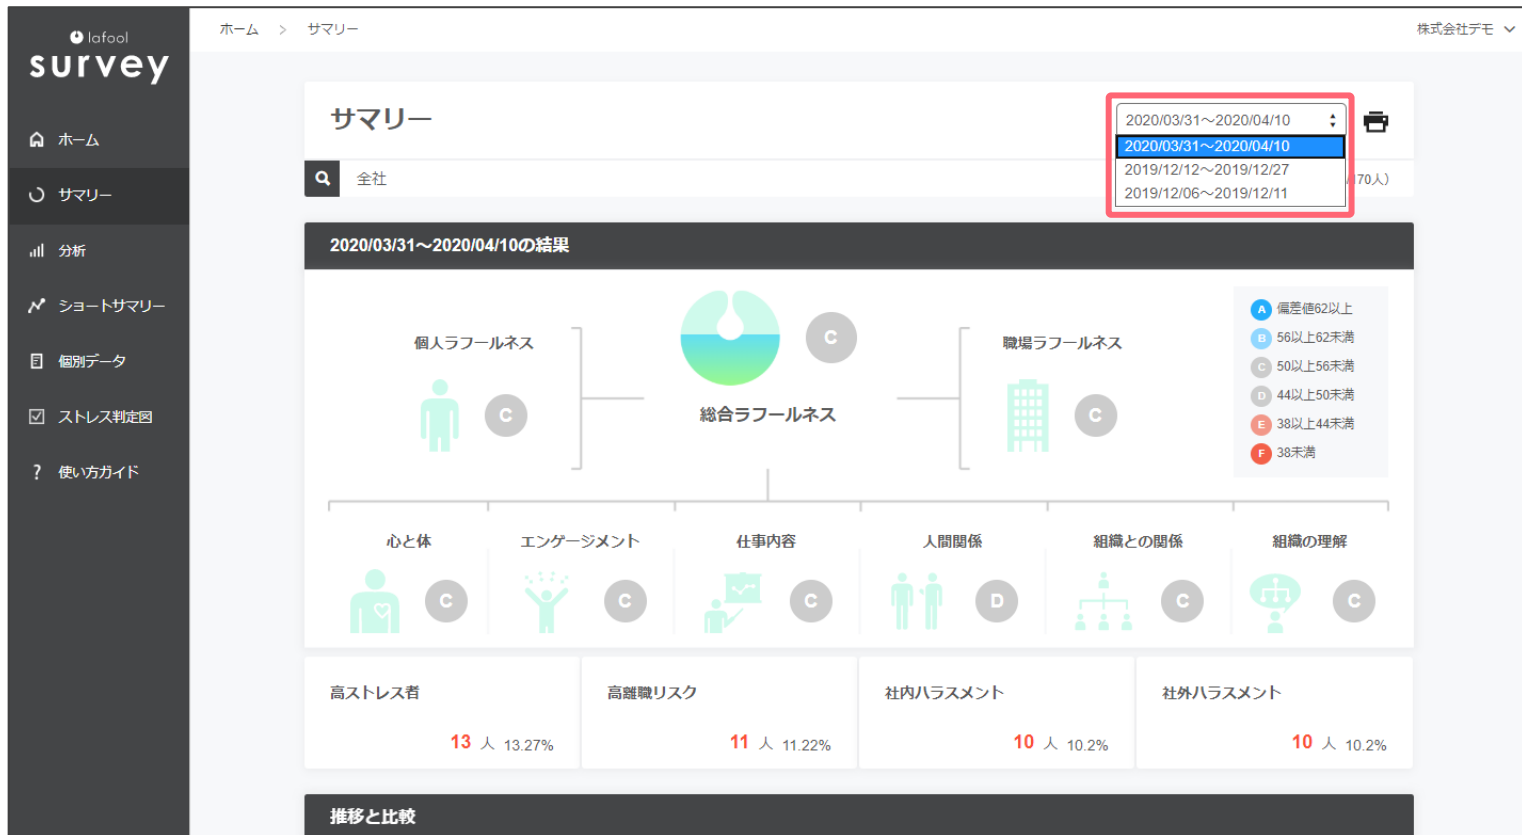 lafool
survey
ホーム
サマリー
分析
ショートサマリー
個別データ
ストレス判定図
? 使い方ガイド
ホーム > サマリー
株式会社デモ
サマリー
2020/03/31～2020/04/10
2020/03/31～2020/04/10
2019/12/12～2019/12/27
2019/12/06～2019/12/11
全社
170人)
2020/03/31～2020/04/10の結果
個人ラフールネス
C
C
総合ラフールネス
職場ラフールネス
C
A 偏差値62以上
B 56以上62未満
C 50以上56未満
D 44以上50未満
E 38以上44未満
F 38未満
心と体
C
エンゲージメント
C
仕事内容
C
人間関係
D
組織との関係
C
組織の理解
C
高ストレス者
13 人 13.27%
高離職リスク
11 人 11.22%
社内ハラスメント
10 人 10.2%
社外ハラスメント
10 人 10.2%
推移と比較